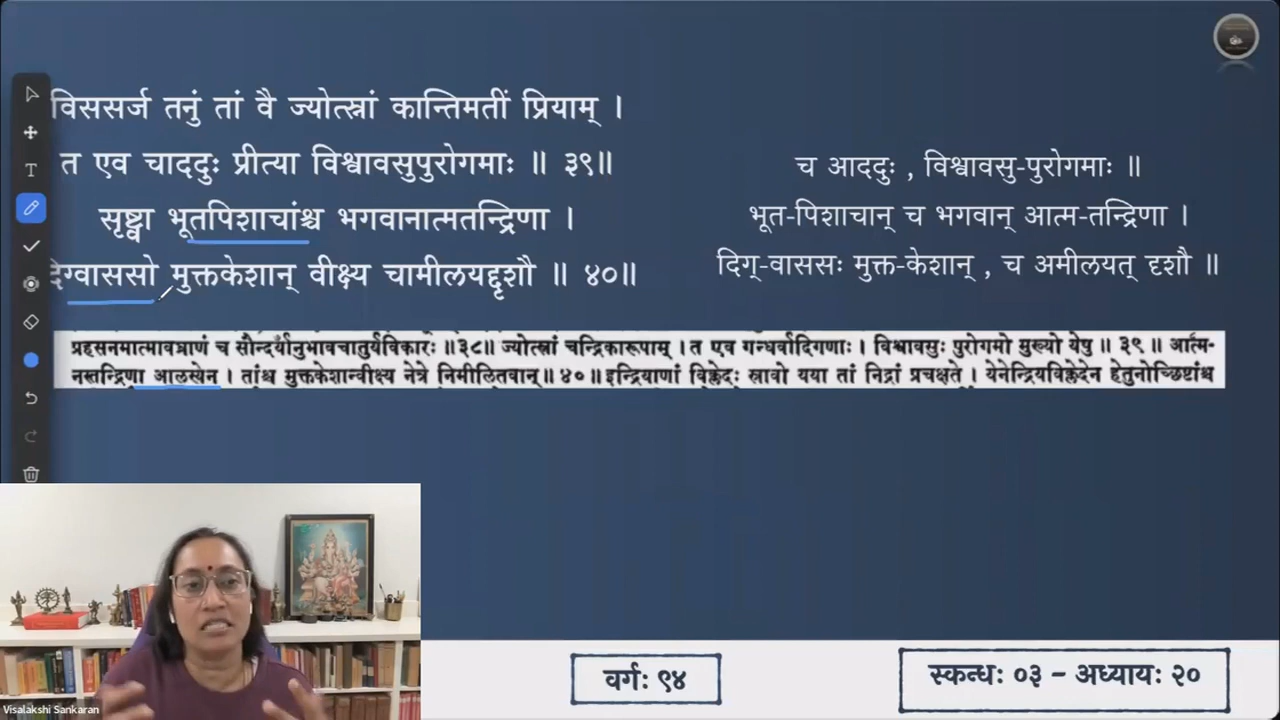 विससर्ज तनुं तां वै ज्योत्स्नां कान्तिमतीं प्रियाम् ।
त एव चाददुः प्रीत्या विश्वावसुपुरोगमाः ॥ ३९॥
सृष्ट्वा भूतपिशाचांश्च भगवानात्मतन्द्रिणा ।
दिग्वाससो मुक्तकेशान् वीक्ष्य चामीलयद्दृशौ ॥ ४०॥
च आददुः , विश्वावसु-पुरोगमाः ॥
भूत-पिशाचान् च भगवान् आत्म-तन्द्रिणा ।
दिग्-वाससः मुक्त-केशान् , च अमीलयत् दृशौ ॥
प्रहसनमात्मावघ्राणं च सौन्दर्यानुभावचातुर्यविकारः ॥३८॥ ज्योत्स्नां चन्द्रिकारूपाम् । त एव गन्धर्वादिगणाः । विश्वावसुः पुरोगमो मुख्यो येषु ॥ ३९ ॥ आत्म-
नस्तन्द्रिणा आलस्येन । तांश्च मुक्तकेशान्वीक्ष्य नेत्रे निमीलितवान् ॥ ४० ॥ इन्द्रियाणां विक्लेदः स्रावो यया तां निद्रां प्रचक्षते । येनेन्द्रियविक्लेदेन हेतुनोच्छिष्टांश्च
T
Visalakshi Sankaran
वर्गः ९४
स्कन्धः ०३ – अध्यायः २०